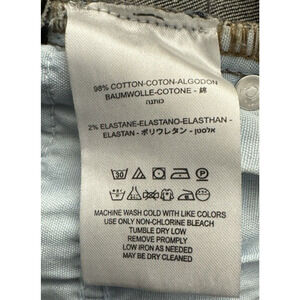 98% COTTON-COTON-ALGODON
BAUMWOLLE-COTONE - 綿
כותנה
2% ELASTANE-ELASTANO-ELASTHAN -
ELASTAN - ポリウレタン - אלסטן
30
MACHINE WASH COLD WITH LIKE COLORS
USE ONLY NON-CHLORINE BLEACH
TUMBLE DRY LOW
REMOVE PROMPLY
LOW IRON AS NEEDED
MAY BE DRY CLEANED